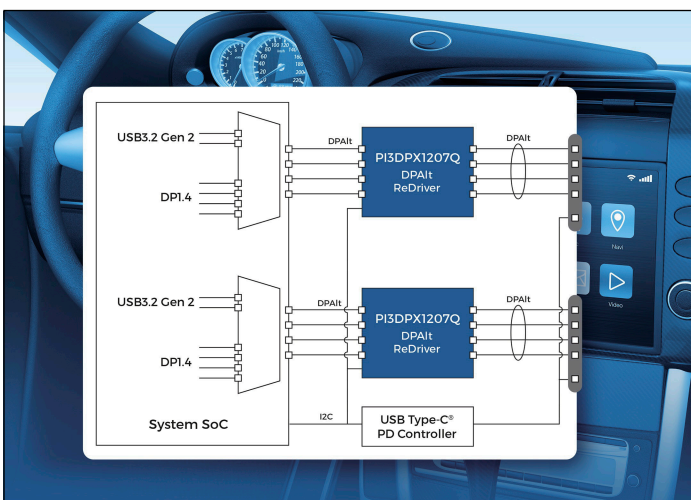 USB3.2 Gen 2
DP1.4
DPAlt
PI3DPX1207Q
DPAlt
ReDriver
DPAlt
USB3.2 Gen 2
DP1.4
DPAlt
PI3DPX1207Q
DPAlt
ReDriver
DPAlt
System SoC
I2C
USB Type-C®
PD Controller
Navi
Video